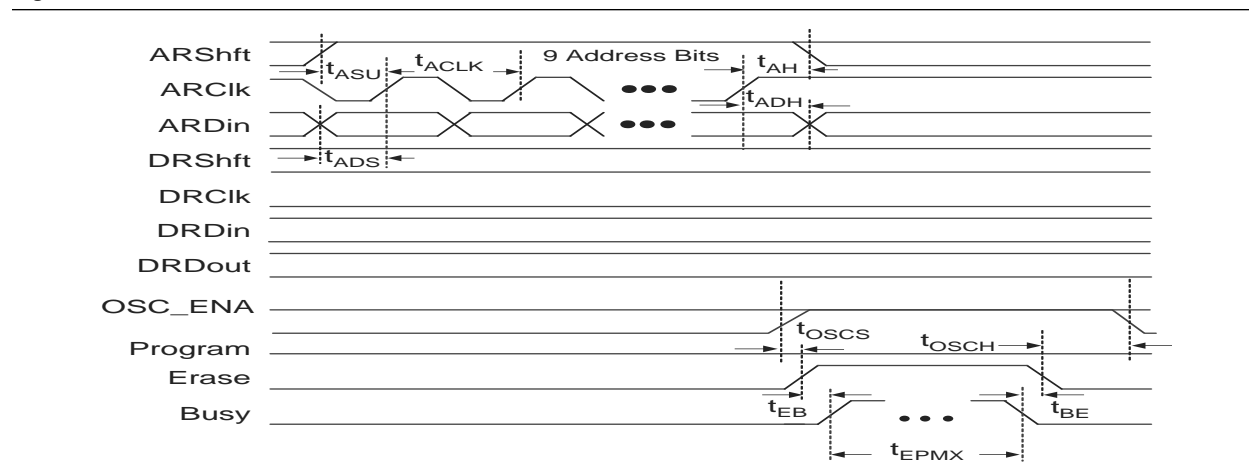 ARShft
9 Address Bits
tASU
tACLK
tAH
ARClk
tADH
ARDin
DRShft
tADS
DRClk
DRDin
DRDout
OSC_ENA
tOSCS
tOSCH
Program
Erase
tEB
tBE
Busy
tEPMX